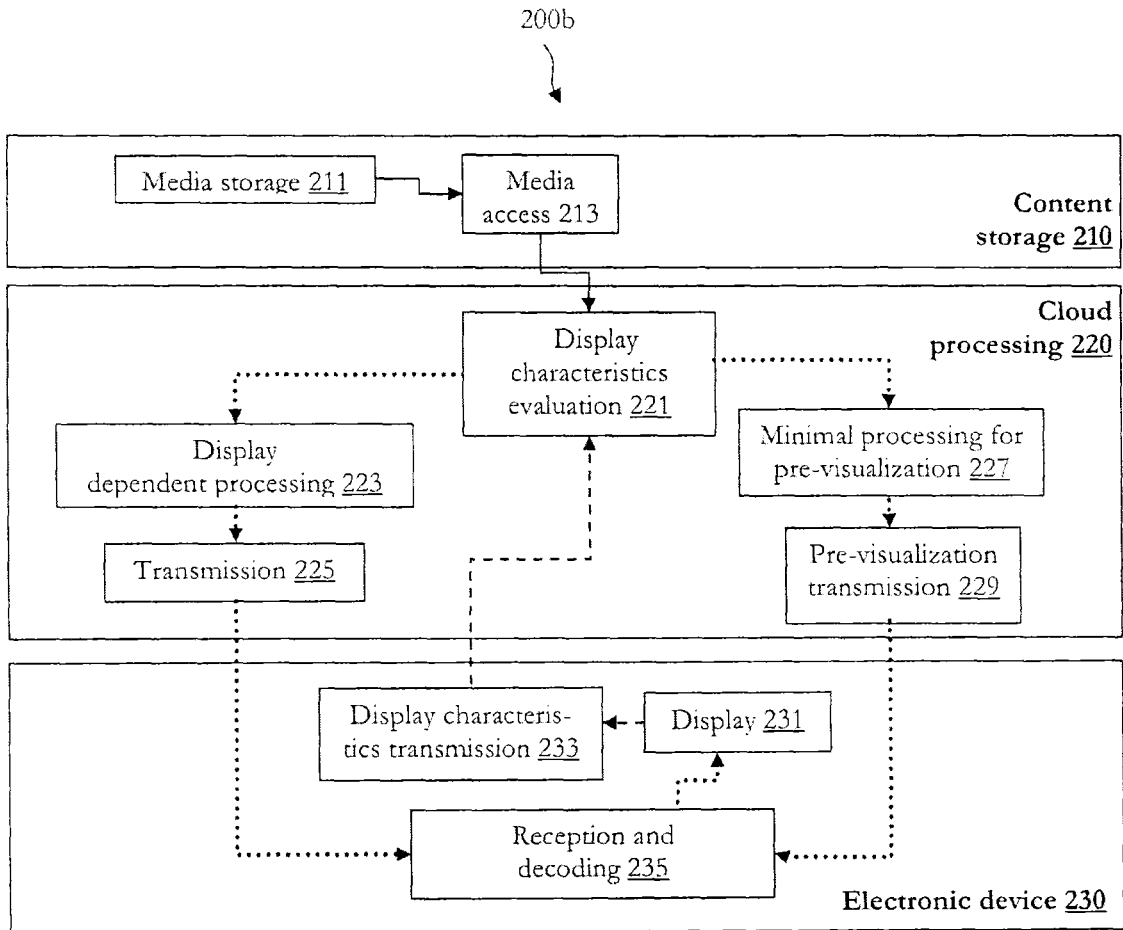 200b
Media storage 211
Media
access 213
Content
storage 210
Cloud
processing 220
Display
characteristics
evaluation 221
Display
dependent processing 223
Minimal processing for
pre-visualization 227
Transmission 225
Pre-visualization
transmission 229
Display characteris-
tics transmission 233
Display 231
Reception and
decoding 235
Electronic device 230